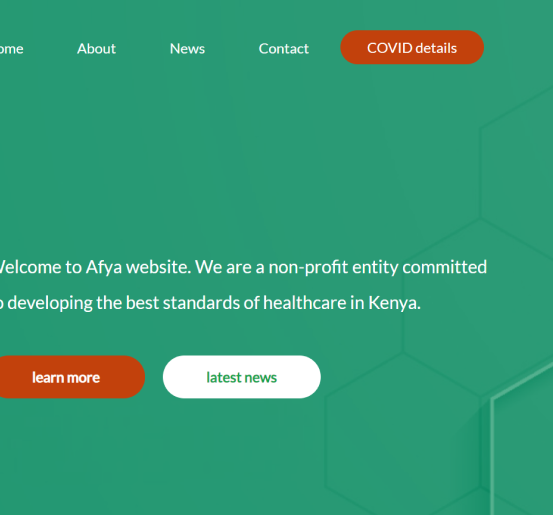 ome About News Contact COVID details
Welcome to Afya website. We are a non-profit entity committed
o developing the best standards of healthcare in Kenya.
learn more latest news